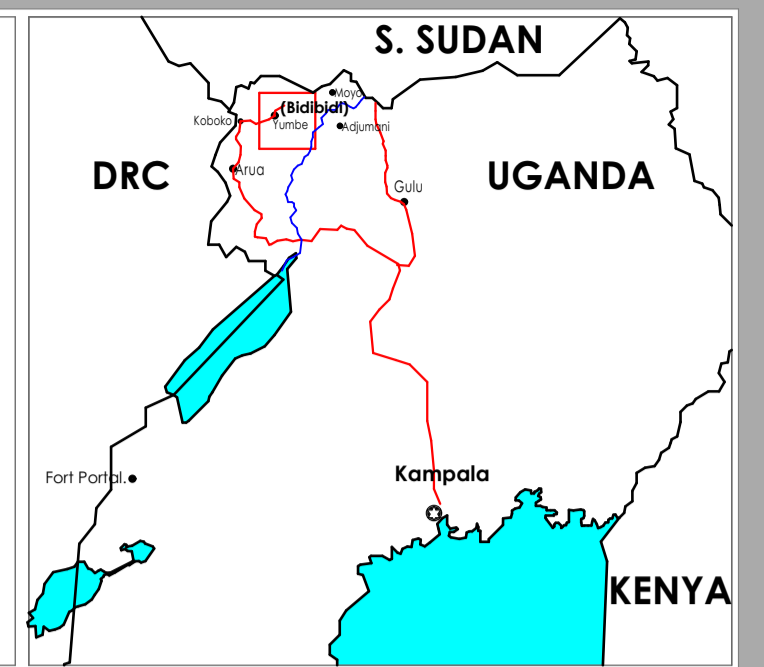 S. SUDAN
Moyo
(Bidibidi)
Koboko
Yumbe
Adjumani
DRC
Arua
UGANDA
Gulu
Kampala
Fort Portal.
KENYA